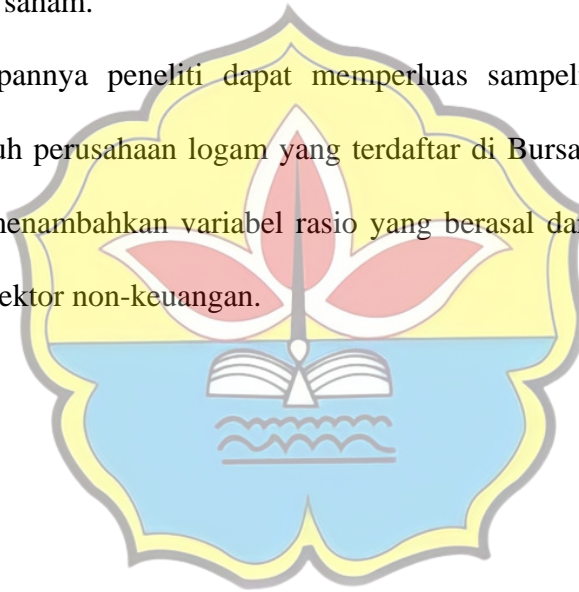 saham.
pannya peneliti dapat memperluas sampel
uh perusahaan logam yang terdaftar di Bursa
menambahkan variabel rasio yang berasal da
ektor non-keuangan.